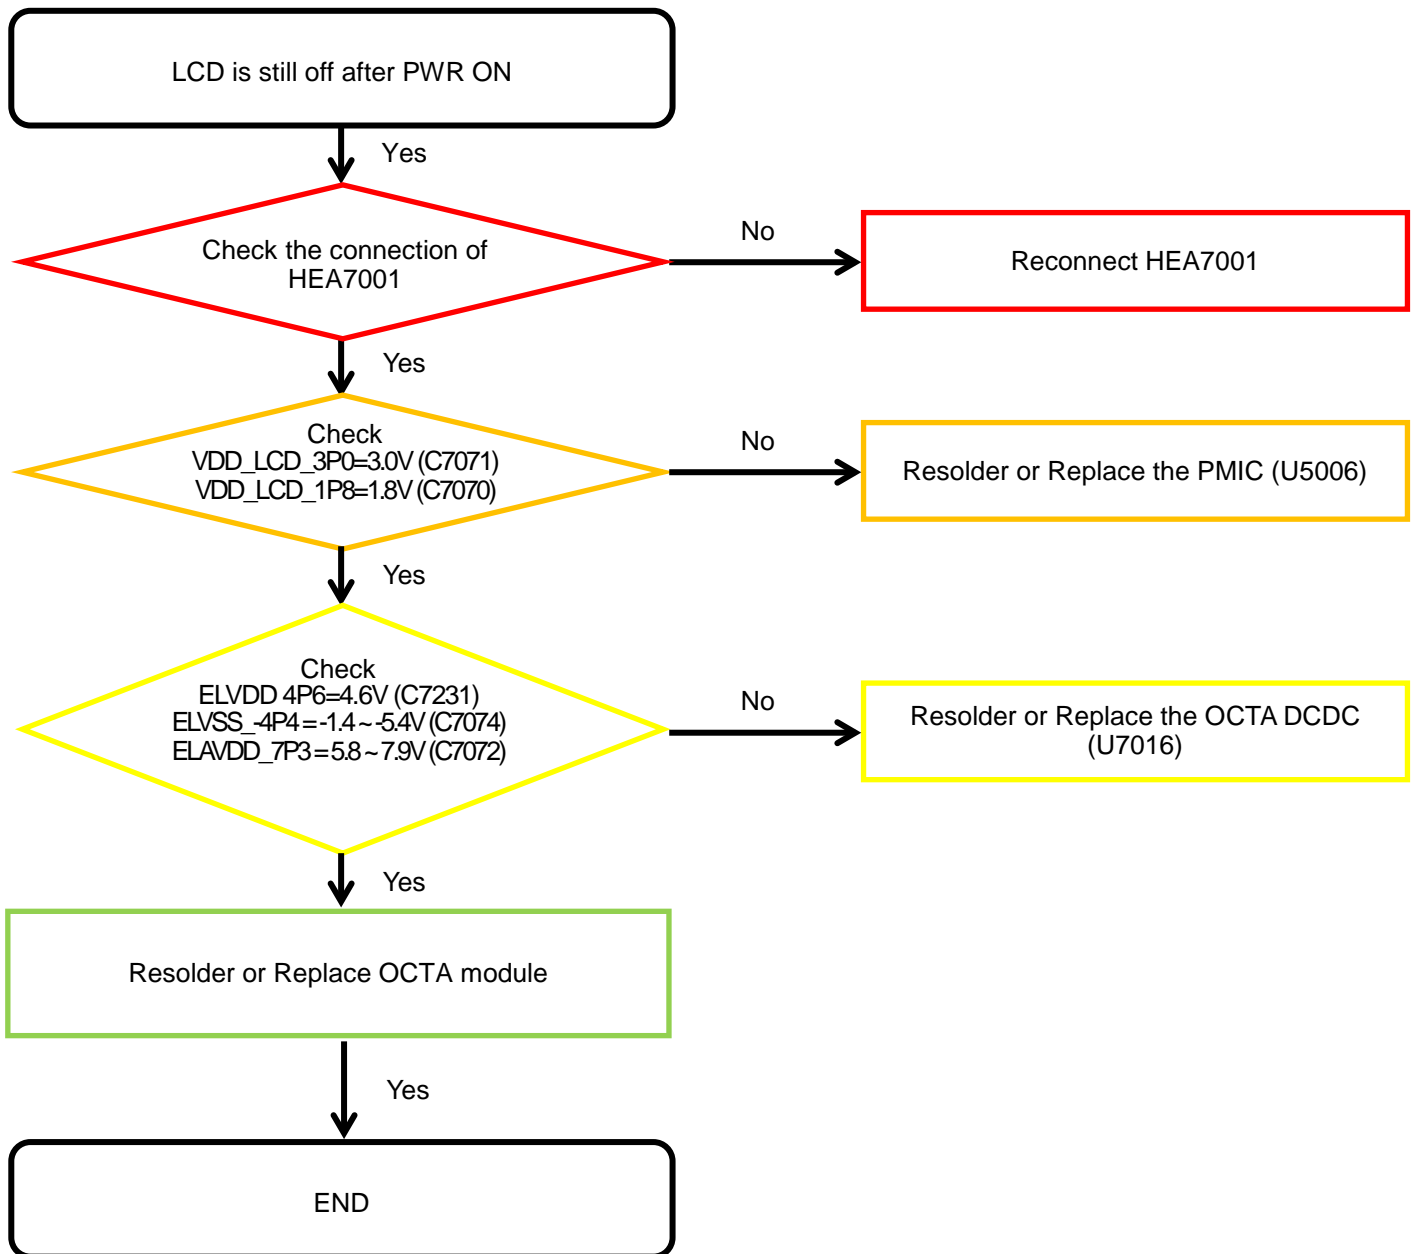 LCD is still off after PWR ON
Yes
Check the connection of
HEA7001
No
Reconnect HEA7001
Yes
Check
VDD_LCD_3P0=3.0V (C7071)
VDD_LCD_1P8=1.8V (C7070)
No
Resolder or Replace the PMIC (U5006)
Yes
Check
ELVDD 4P6=4.6V (C7231)
ELVSS_-4P4 = -1.4 ~ -5.4V (C7074)
ELAVDD_7P3 = 5.8 ~ 7.9V (C7072)
No
Resolder or Replace the OCTA DCDC
(U7016)
Yes
Resolder or Replace OCTA module
Yes
END